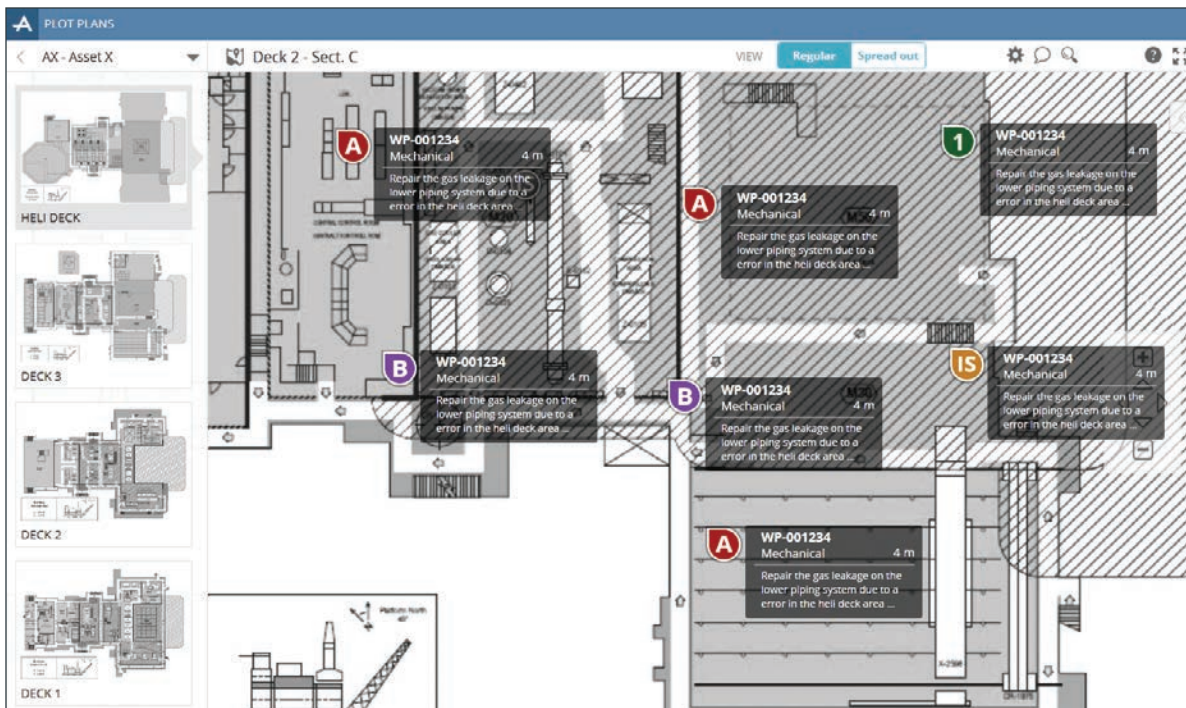 PLOT PLANS
AX - Asset X
Deck 2 - Sect. C
VIEW
Regular
Spread out
?
HELI DECK
DECK 3
DECK 2
DECK 1
A
WP-001234
Mechanical 4 m
Repair the gas leakage on the
lower piping system due to a
error in the heli deck area ...
1
WP-001234
Mechanical 4 m
Repair the gas leakage on the
lower piping system due to a
error in the heli deck area ...
A
WP-001234
Mechanical 4 m
Repair the gas leakage on the
lower piping system due to a
error in the heli deck area ...
B
WP-001234
Mechanical 4 m
Repair the gas leakage on the
lower piping system due to a
error in the heli deck area ...
IS
WP-001234
Mechanical 4 m
Repair the gas leakage on the
lower piping system due to a
error in the heli deck area ...
B
WP-001234
Mechanical 4 m
Repair the gas leakage on the
lower piping system due to a
error in the heli deck area ...
A
WP-001234
Mechanical 4 m
Repair the gas leakage on the
lower piping system due to a
error in the heli deck area ...
CENTRAL CONTROL ROOM
M20
Platform North